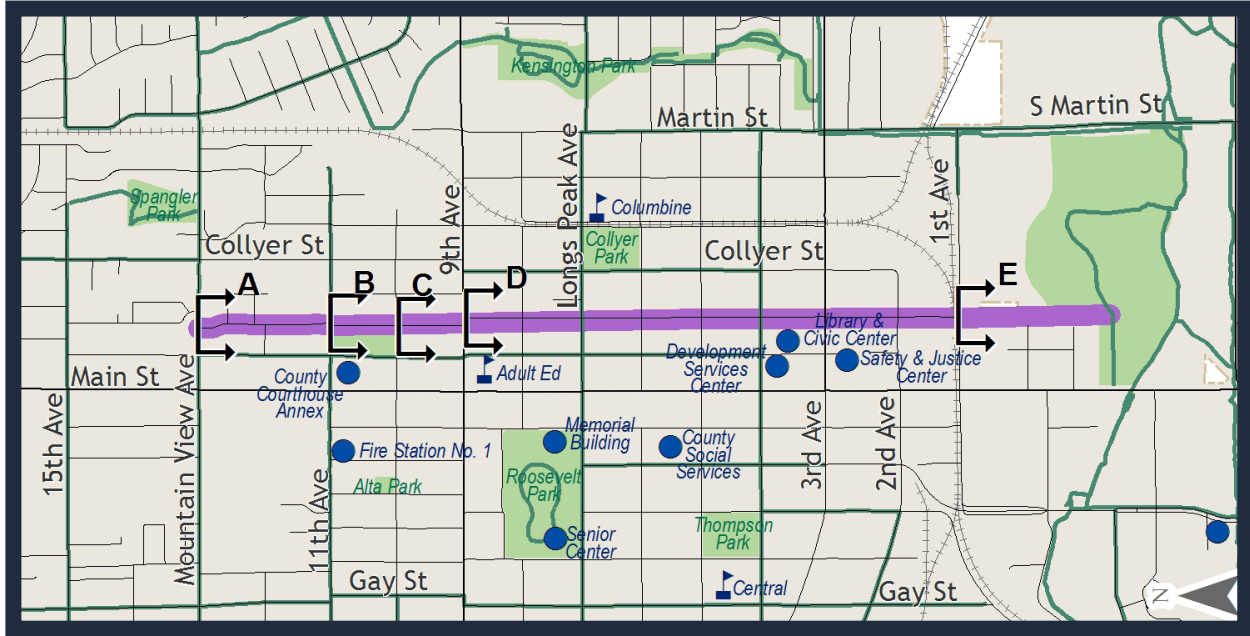 Kensington Park
Martin St
S Martin St
Spangler
Park
9th Ave
Longs Peak Ave
1st Ave
Columbine
Collyer St
Collyer
Park
Collyer St
A
B
C
D
E
Library &
Civic Center
Development
Services
Center
Safety & Justice
Center
Main St
County
Courthouse
Annex
Adult Ed
15th Ave
Mountain View Ave
11th Ave
Fire Station No. 1
Alta Park
Memorial
Building
Roosevelt
Park
County
Social
Services
3rd Ave
2nd Ave
Senior
Center
Thompson
Park
Gay St
Central
Gay St
N